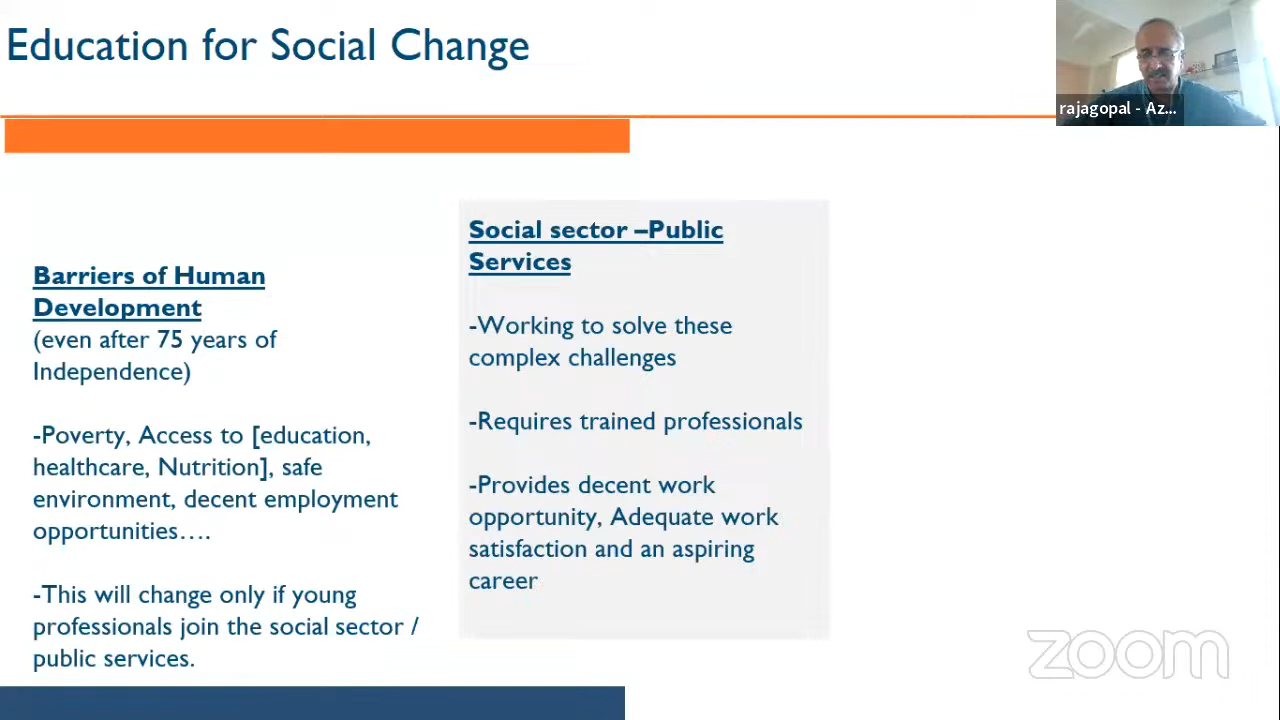 Education for Social Change
rajagopal - Az...
Barriers of Human
Development
(even after 75 years of
Independence)
-Poverty, Access to [education,
healthcare, Nutrition], safe
environment, decent employment
opportunities….
-This will change only if young
professionals join the social sector /
public services.
Social sector –Public
Services
-Working to solve these
complex challenges
-Requires trained professionals
-Provides decent work
opportunity, Adequate work
satisfaction and an aspiring
career
zoom